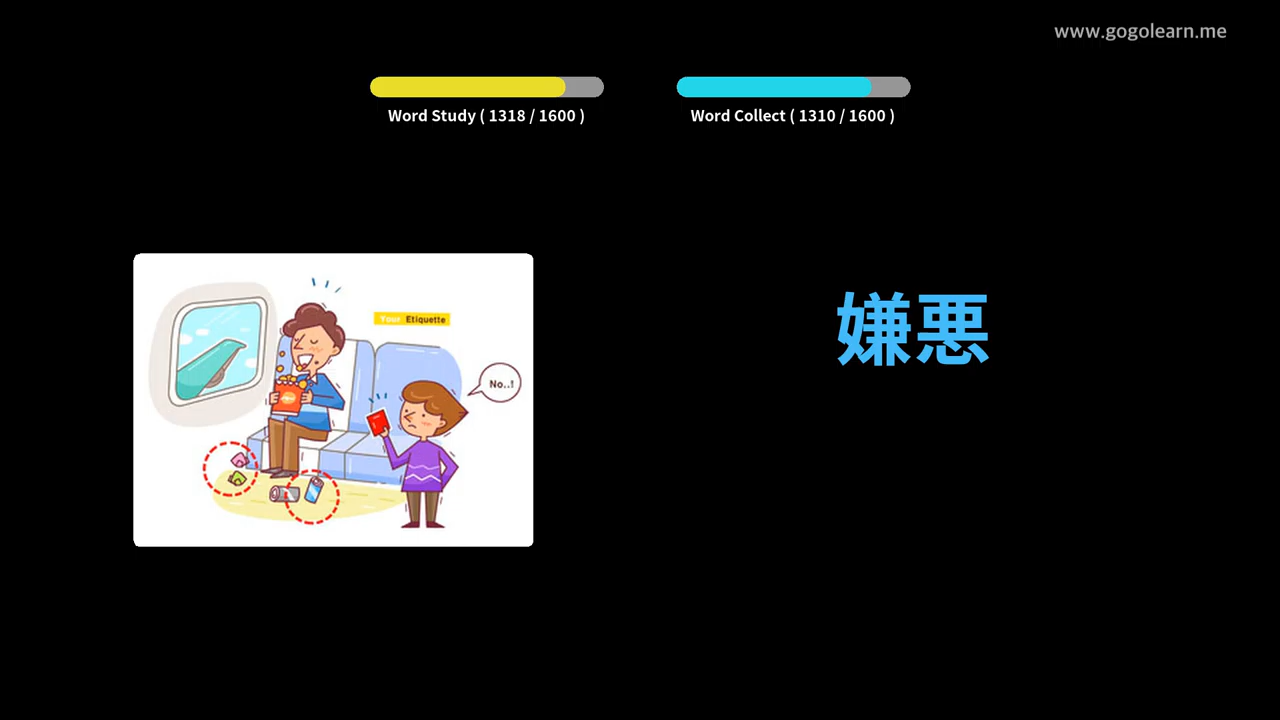 www.gogolearn.me
Word Study ( 1318 / 1600 )
Word Collect ( 1310 / 1600 )
Your Etiquette
No..!
嫌悪